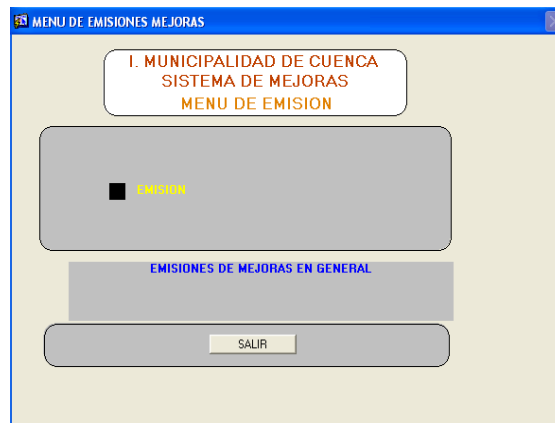 MENU DE EMISIONES MEJORAS
I. MUNICIPALIDAD DE CUENCA
SISTEMA DE MEJORAS
MENU DE EMISION
EMISION
EMISIONES DE MEJORAS EN GENERAL
SALIR